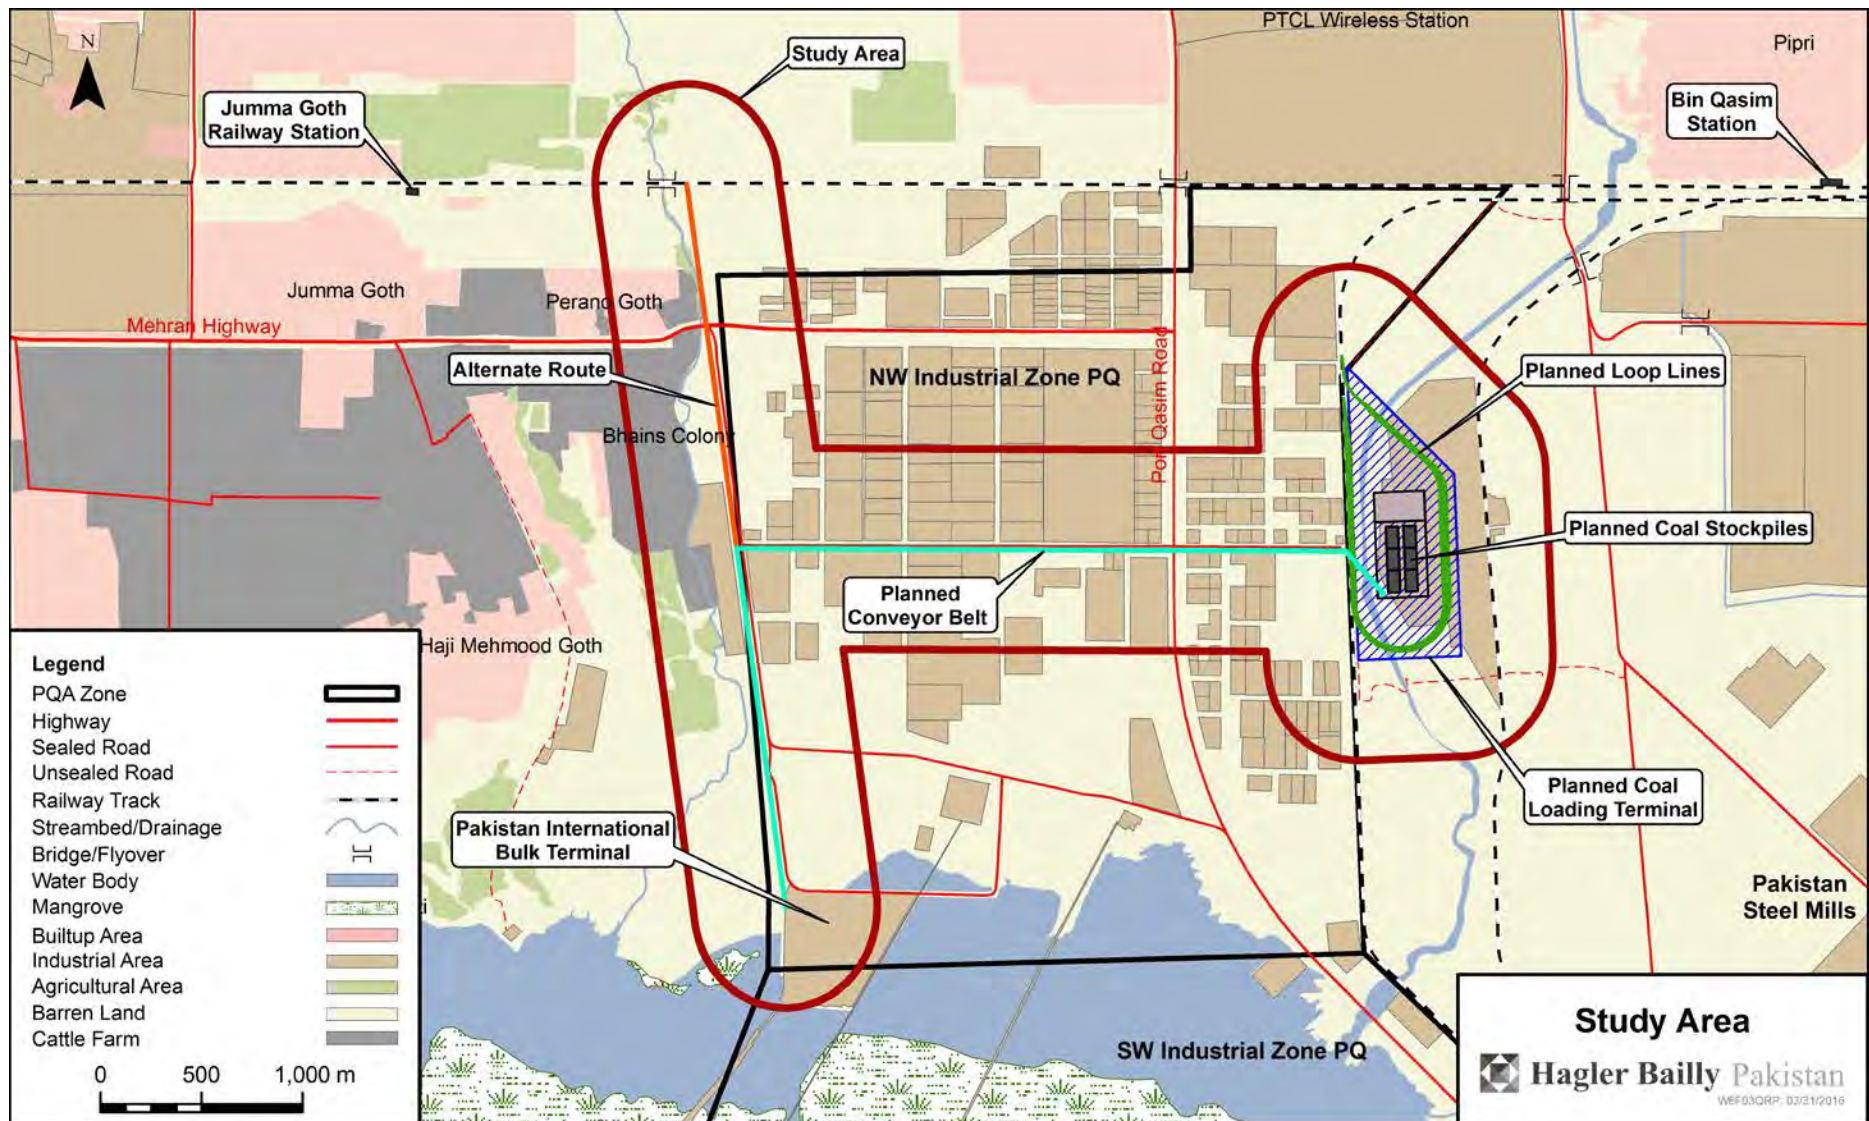 PTCL Wireless Station
Pipri
N
Study Area
Jumma Goth
Railway Station
Bin Qasim
Station
Jumma Goth
Perano Goth
Mehran Highway
Alternate Route
NW Industrial Zone PQ
Port Qasim Road
Planned Loop Lines
Bhains Colony
Planned Coal Stockpiles
Planned
Conveyor Belt
Haji Mehmood Goth
Planned Coal
Loading Terminal
Pakistan International
Bulk Terminal
Pakistan
Steel Mills
SW Industrial Zone PQ
Legend
PQA Zone
Highway
Sealed Road
Unsealed Road
Railway Track
Streambed/Drainage
Bridge/Flyover
Water Body
Mangrove
Builtup Area
Industrial Area
Agricultural Area
Barren Land
Cattle Farm
0 500 1,000 m
Study Area
Hagler Bailly Pakistan